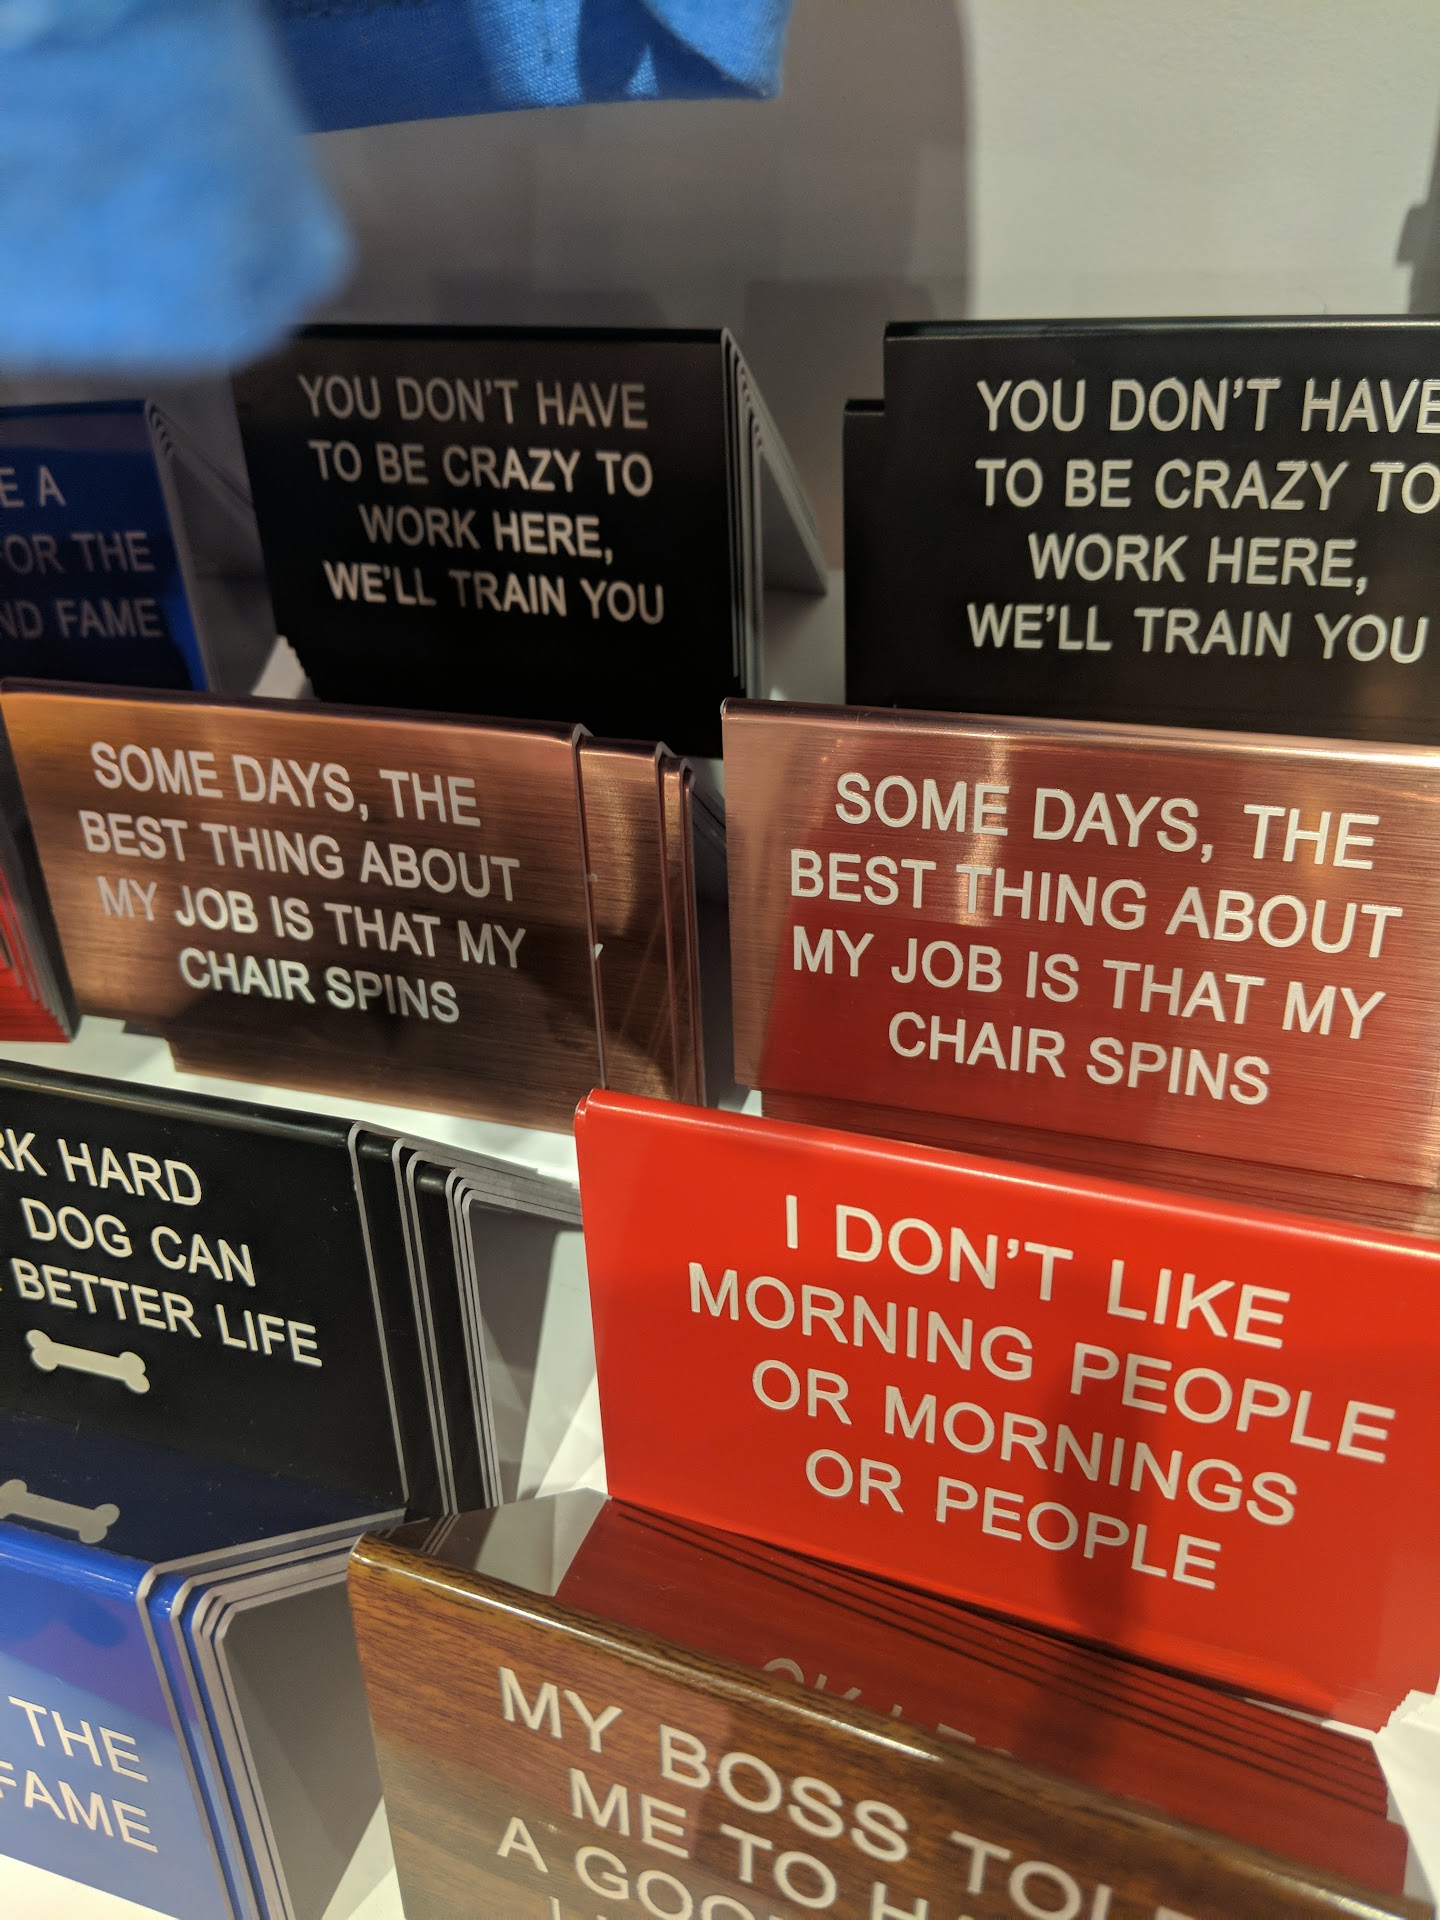 E A
FOR THE
ND FAME
YOU DON'T HAVE
TO BE CRAZY TO
WORK HERE,
WE'LL TRAIN YOU
YOU DON'T HAVE
TO BE CRAZY TO
WORK HERE,
WE'LL TRAIN YOU
SOME DAYS, THE
BEST THING ABOUT
MY JOB IS THAT MY
CHAIR SPINS
SOME DAYS, THE
BEST THING ABOUT
MY JOB IS THAT MY
CHAIR SPINS
RK HARD
DOG CAN
BETTER LIFE
I DON'T LIKE
MORNING PEOPLE
OR MORNINGS
OR PEOPLE
THE
FAME
MY BOSS TOL
ME TO H
A GOO